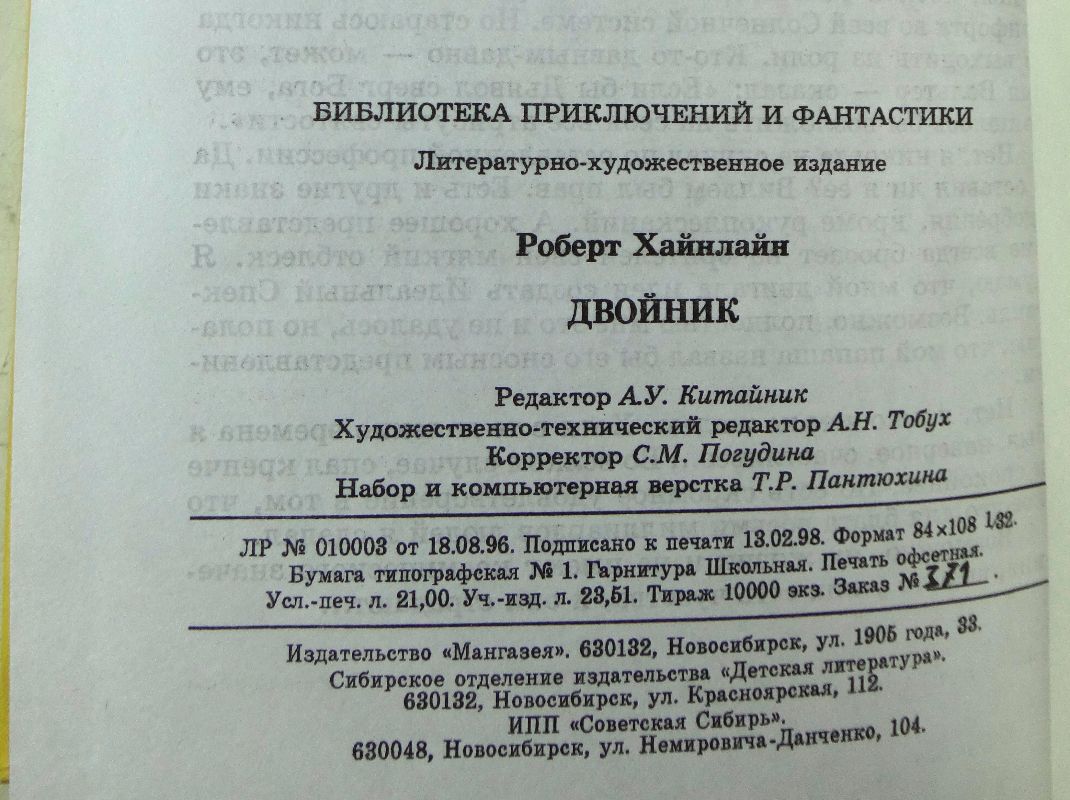 БИБЛИОТЕКА ПРИКЛЮЧЕНИЙ И ФАНТАСТИКИ
Литературно-художественное издание
Роберт Хайнлайн
ДВОЙНИК
Редактор А.У. Китайник
Художественно-технический редактор А.Н. Тобух
Корректор С.М. Погудина
Набор и компьютерная верстка Т.Р. Пантюхина
ЛР № 010003 от 18.08.96. Подписано к печати 13.02.98. Формат 84×108 1/32.
Бумага типографская № 1. Гарнитура Школьная. Печать офсетная.
Усл.-печ. л. 21,00. Уч.-изд. л. 23,51. Тираж 10000 экз. Заказ № 371.
Издательство «Мангазея». 630132, Новосибирск, ул. 1905 года, 33.
Сибирское отделение издательства «Детская литература».
630132, Новосибирск, ул. Красноярская, 112.
ИПП «Советская Сибирь».
630048, Новосибирск, ул. Немировича-Данченко, 104.